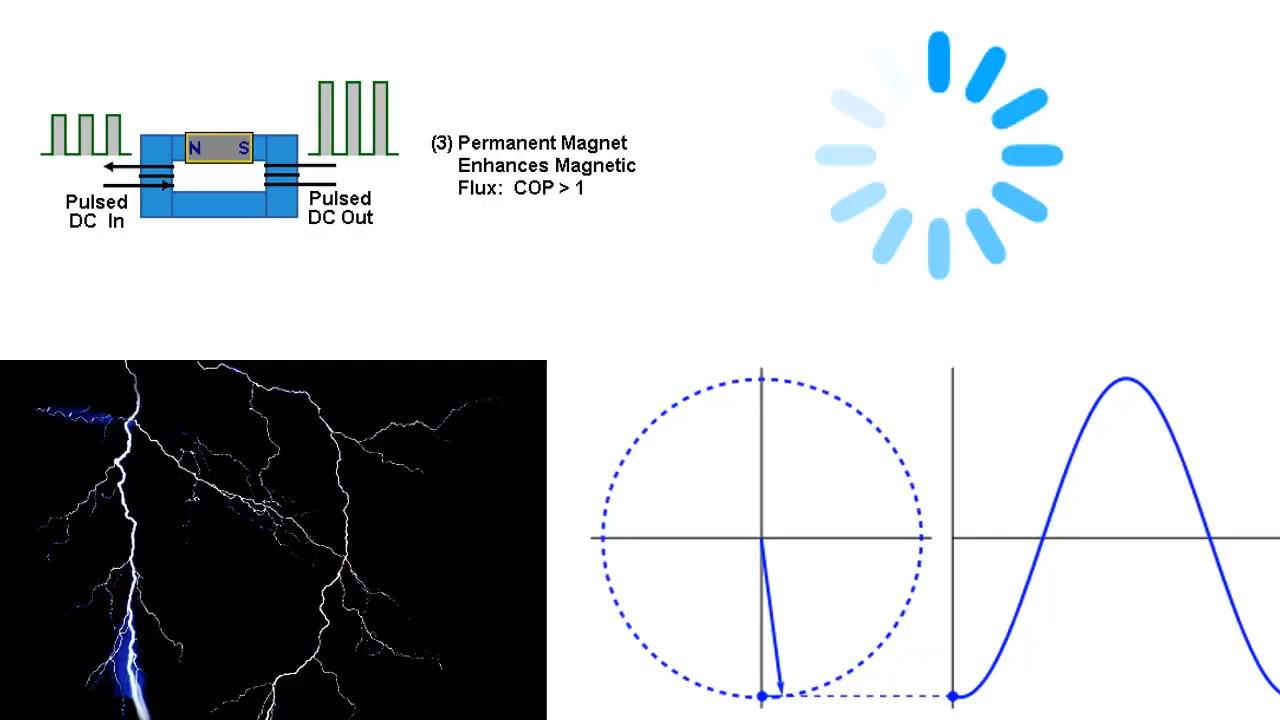 N S
(3) Permanent Magnet
Enhances Magnetic
Flux: COP > 1
Pulsed
DC In
Pulsed
DC Out